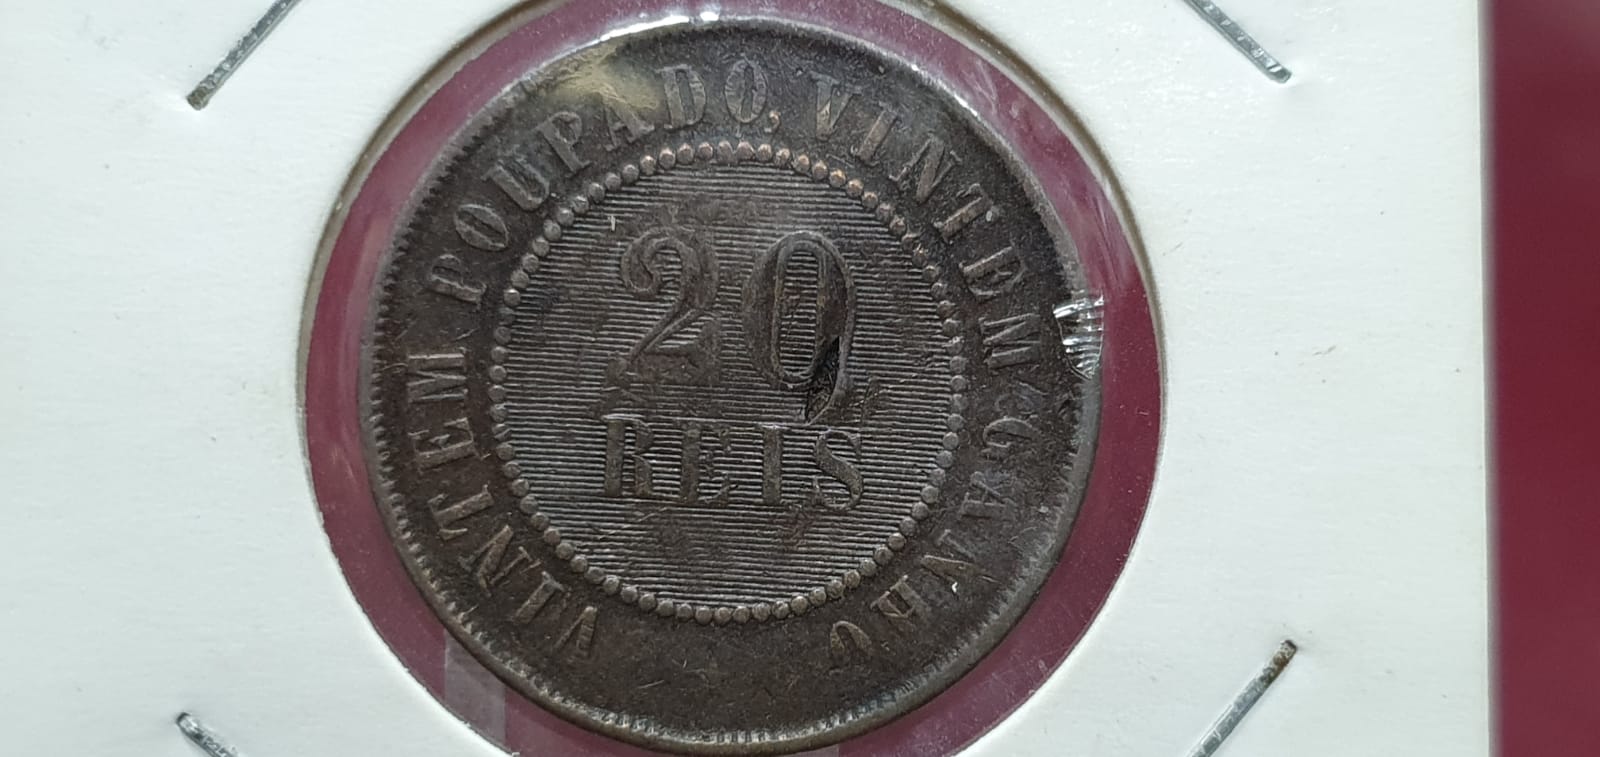 VINTEM POUPADO, VINTEM GANHO
20
REIS